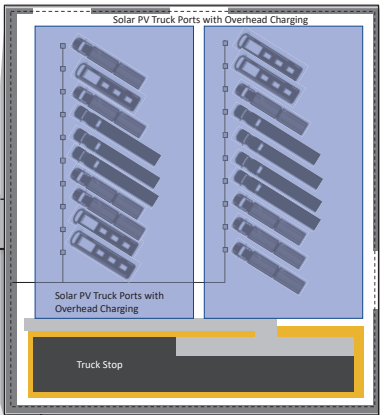 Solar PV Truck Ports with Overhead Charging
Solar PV Truck Ports with
Overhead Charging
Truck Stop